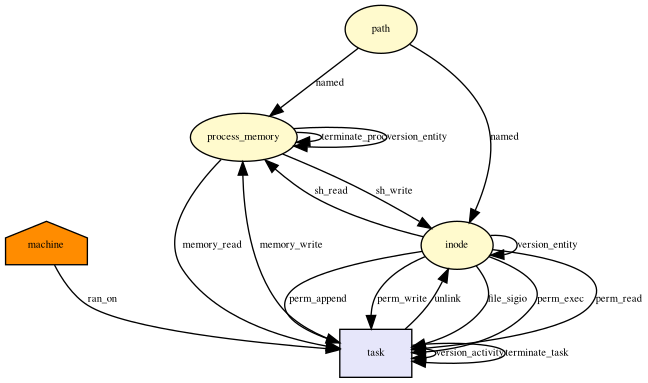 path
named
named
process_memory
terminate_proc
version_entity
sh_read
sh_write
machine
memory_read
memory_write
inode
version_entity
ran_on
perm_append
perm_write
unlink
file_sigio
perm_exec
perm_read
task
version_activity
terminate_task